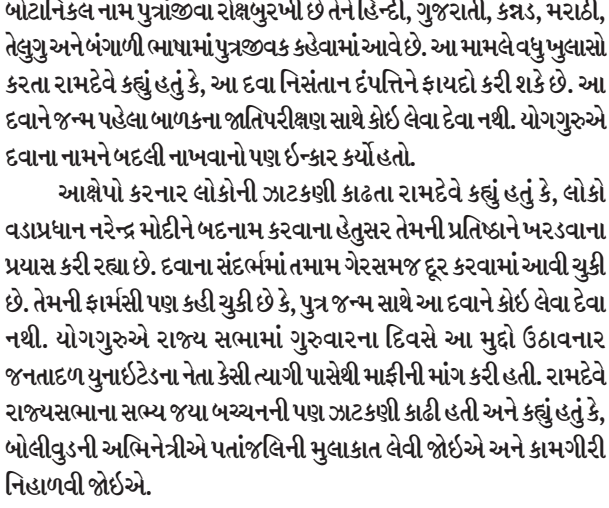 બોટાનિકલ નામ પુત્રાંજીવા રોક્ષબુરખી છે તેને હિન્દી, ગુજરાતી, કન્નડ, મરાઠી,
તેલુગુ અને બંગાળી ભાષામાં પુત્રજીવક કહેવામાં આવે છે. આ મામલે વધુ ખુલાસો
કરતા રામદેવે કહ્યું હતું કે, આ દવા નિસંતાન દંપત્તિને ફાયદો કરી શકે છે. આ
દવાને જન્મ પહેલા બાળકના જાતિપરીક્ષણ સાથે કોઇ લેવા દેવા નથી. યોગગુરુએ
દવાના નામને બદલી નાખવાનો પણ ઇન્કાર કર્યો હતો.
આક્ષેપો કરનાર લોકોની ઝાટકણી કાઢતા રામદેવે કહ્યું હતું કે, લોકો
વડાપ્રધાન નરેન્દ્ર મોદીને બદનામ કરવાના હેતુસર તેમની પ્રતિષ્ઠાને ખરડવાના
પ્રયાસ કરી રહ્યા છે. દવાના સંદર્ભમાં તમામ ગેરસમજ દૂર કરવામાં આવી ચુકી
છે. તેમની ફાર્મસી પણ કહી ચુકી છે કે, પુત્ર જન્મ સાથે આ દવાને કોઇ લેવા દેવા
નથી. યોગગુરુએ રાજ્ય સભામાં ગુરુવારના દિવસે આ મુદ્દો ઉઠાવનાર
જનતાદળ યુનાઇટેડના નેતા કેસી ત્યાગી પાસેથી માફીની માંગ કરી હતી. રામદેવે
રાજ્યસભાના સભ્ય જયા બચ્ચનની પણ ઝાટકણી કાઢી હતી અને કહ્યું હતું કે,
બોલીવુડની અભિનેત્રીએ પતાંજલિની મુલાકાત લેવી જોઇએ અને કામગીરી
નિહાળવી જોઇએ.